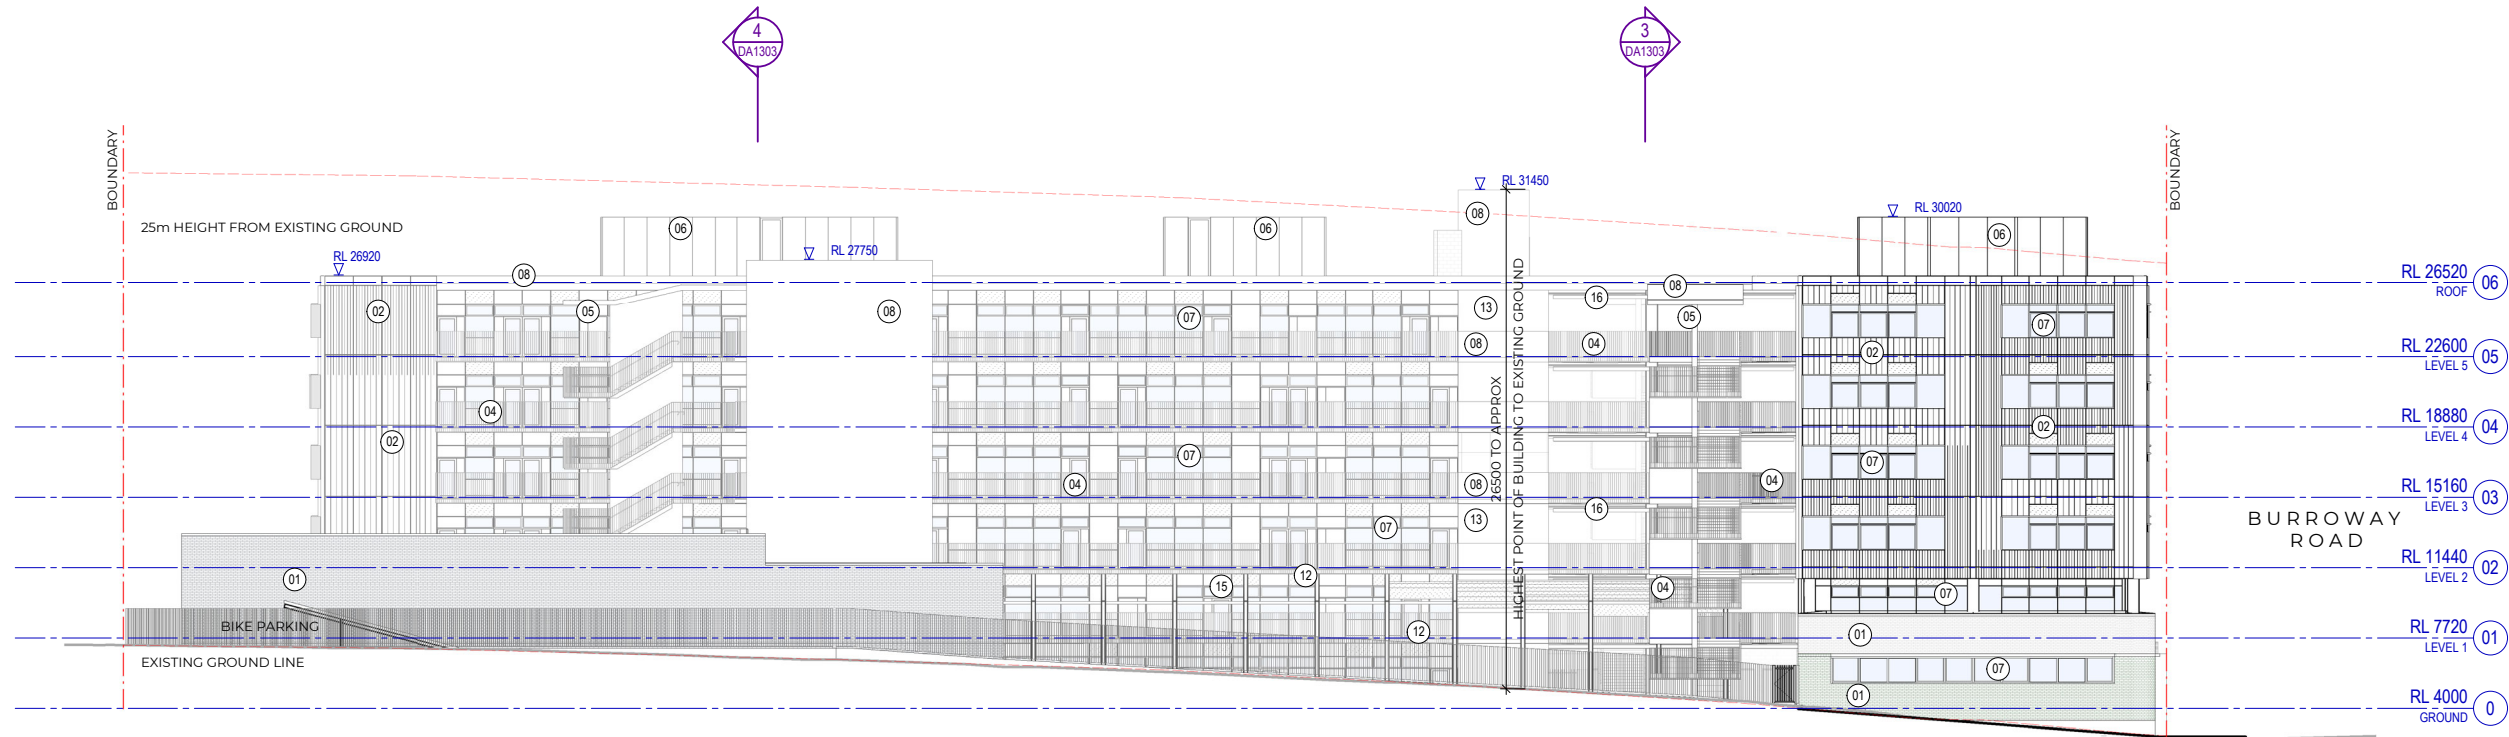 4
DA1303
3
DA1303
BOUNDARY
BOUNDARY
RL 31450
RL 30020
25m HEIGHT FROM EXISTING GROUND
06
06
08
06
RL 26920
RL 27750
08
RL 26520
ROOF
06
02
05
08
07
13
16
08
05
07
08
04
02
RL 22600
LEVEL 5
05
04
02
07
04
08
04
07
02
RL 18880
LEVEL 4
04
26500 TO APPROX
HIGHEST POINT OF BUILDING TO EXISTING GROUND
RL 15160
LEVEL 3
03
07
13
16
BURROWAY
ROAD
01
15
12
04
07
RL 11440
LEVEL 2
02
BIKE PARKING
12
01
RL 7720
LEVEL 1
01
EXISTING GROUND LINE
07
01
RL 4000
GROUND
0